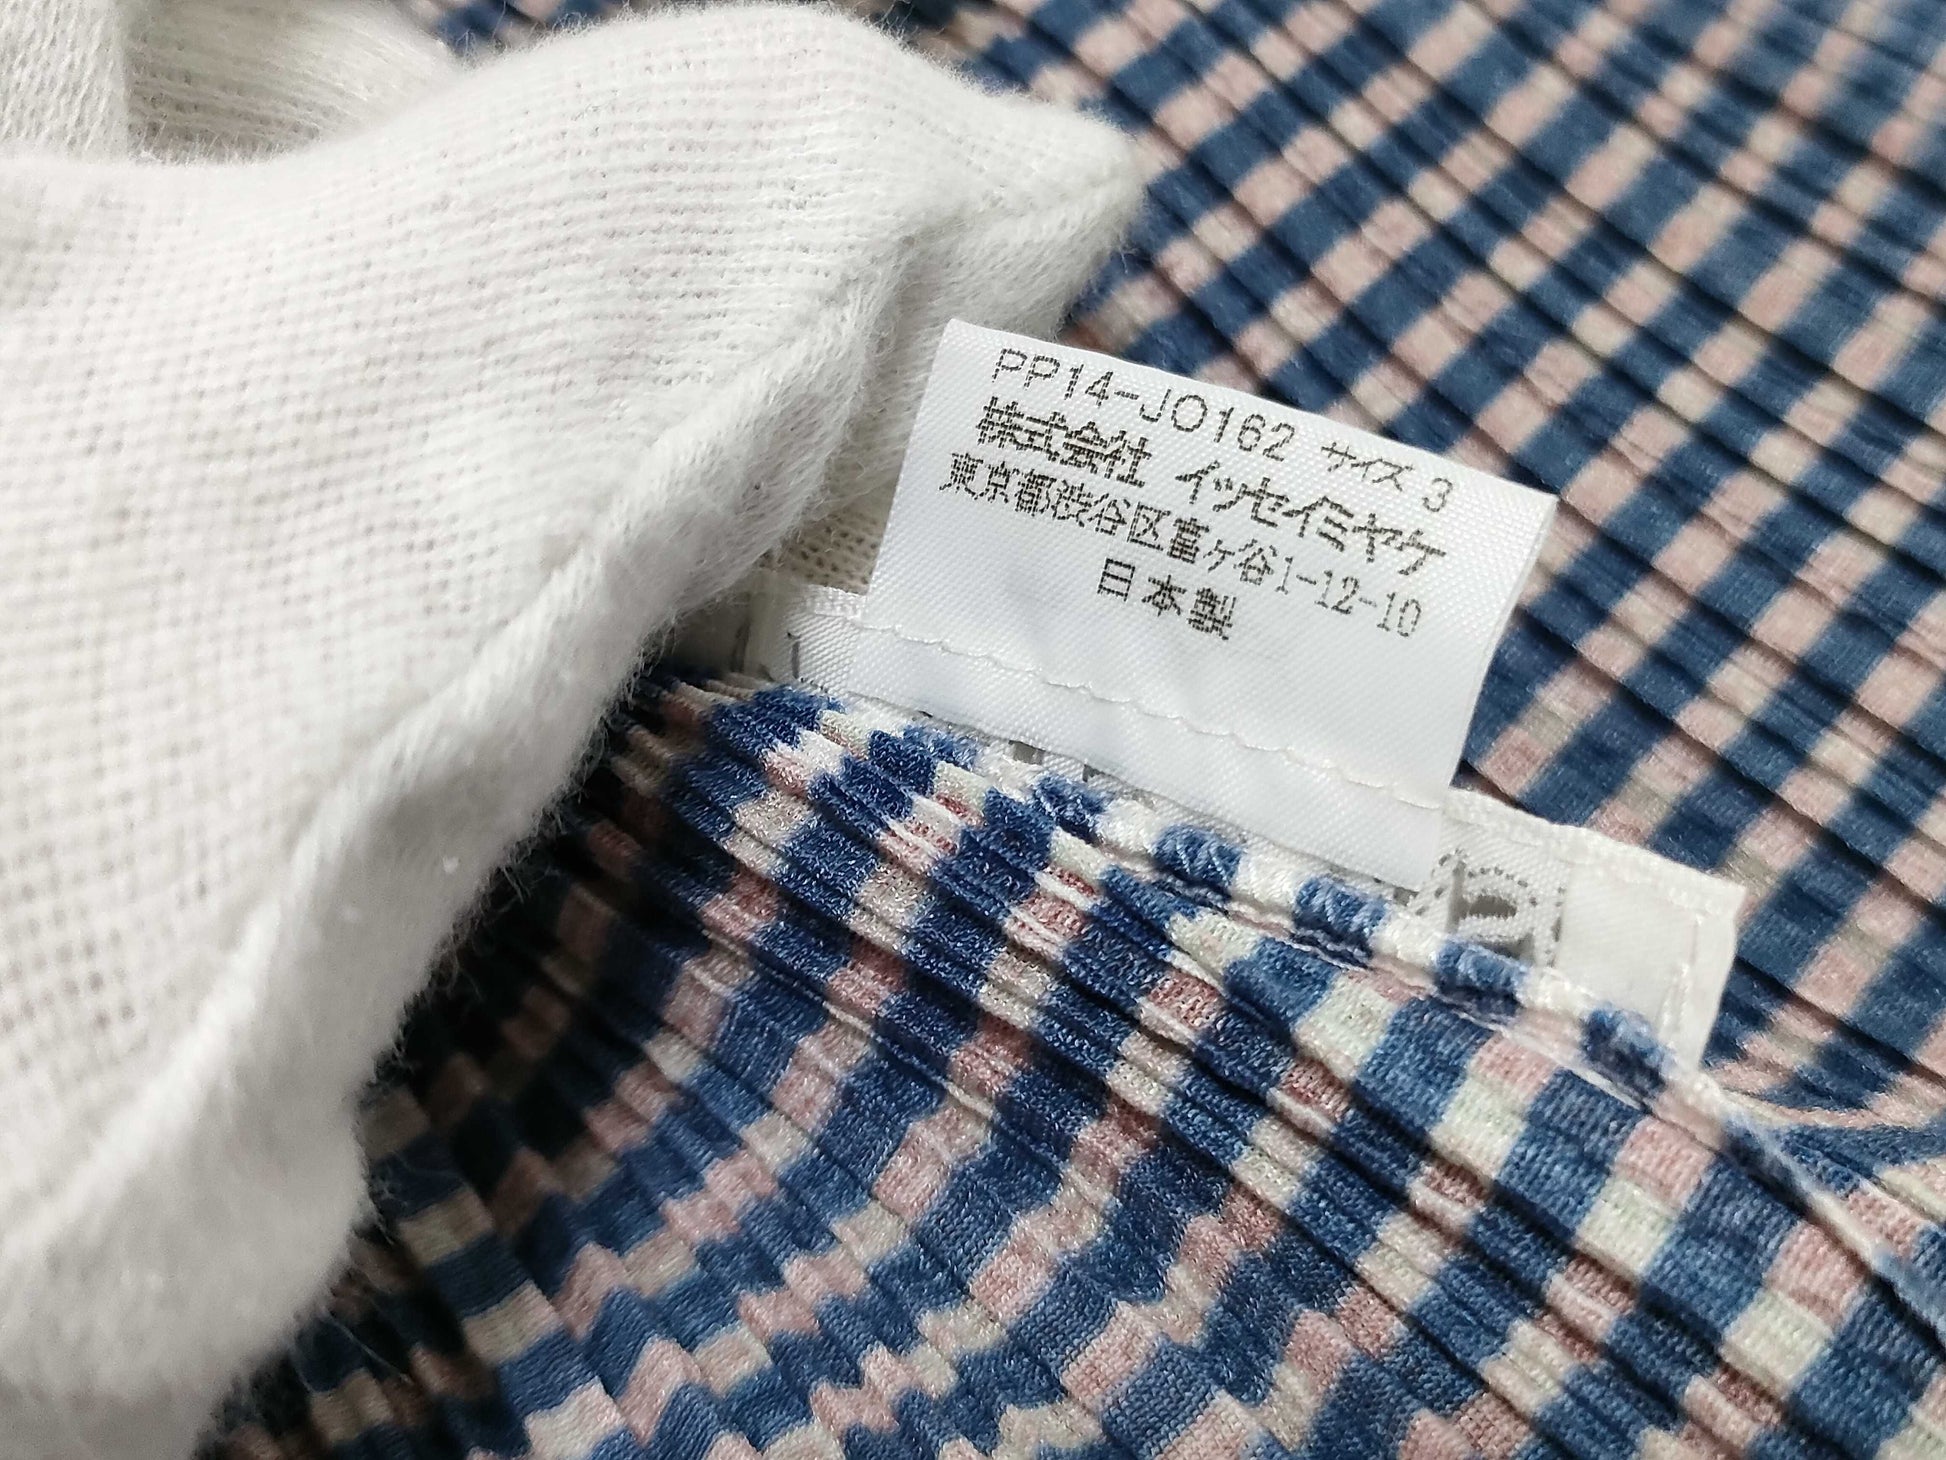 PP14-JO162 サイズ 3
株式会社 イッセイミヤケ
東京都渋谷区富ヶ谷1-12-10
日本製